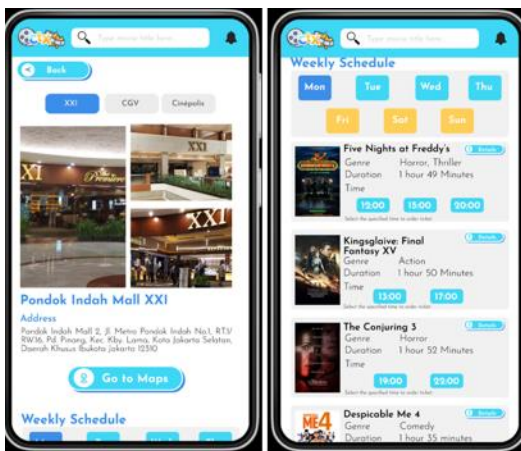 Type movie title here...
Back
XXI
CGV
Cinépolis
XI
Premiere
XXI
XXI
Pondok Indah Mall XXI
Address
Pondok Indah Mall 2, Jl. Metro Pondok Indah No.1, RT.1/
RW.16, Pd. Pinang, Kec. Kby. Lama, Kota Jakarta Selatan,
Daerah Khusus Ibukota Jakarta 12310
Go to Maps
Weekly Schedule
Type movie title here...
Weekly Schedule
Mon
Tue
Wed
Thu
Fri
Sat
Sun
Five Nights at Freddy's
Details
Genre Horror, Thriller
Duration 1 hour 49 Minutes
Time
12:00 15:00 20:00
Select the specified time to order ticket
Kingsglaive: Final
Fantasy XV
Details
Genre Action
Duration 1 hour 50 Minutes
Time
13:00 17:00
Select the specified time to order ticket
The Conjuring 3
Details
Genre Horror
Duration 1 hour 52 Minutes
Time
19:00 22:00
Select the specified time to order ticket
ME4
Despicable Me 4
Details
Genre Comedy
Duration 1 hour 35 minutes
Time